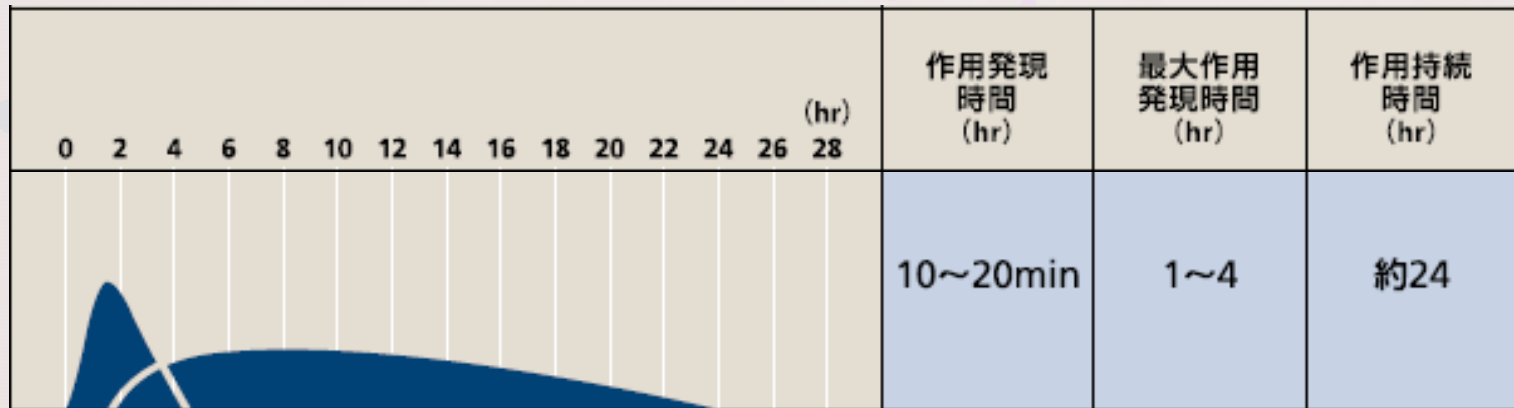 (hr)
0 2 4 6 8 10 12 14 16 18 20 22 24 26 28
作用発現
時間
(hr)
最大作用
発現時間
(hr)
作用持続
時間
(hr)
10〜20min
1〜4
約24